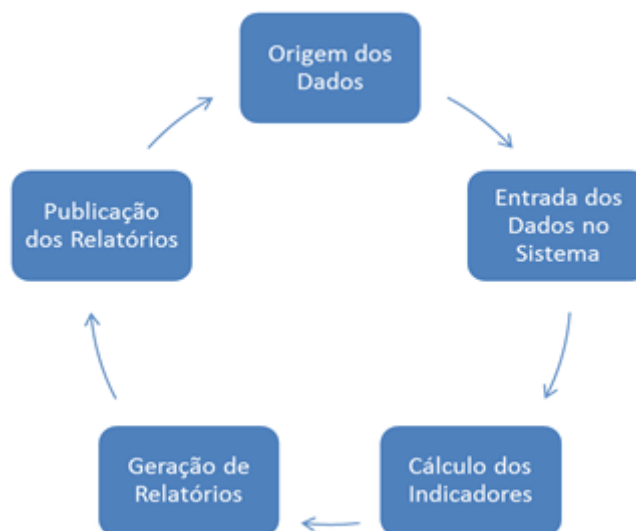 Origem dos
Dados
Entrada dos
Dados no
Sistema
Cálculo dos
Indicadores
Geração de
Relatórios
Publicação
dos Relatórios